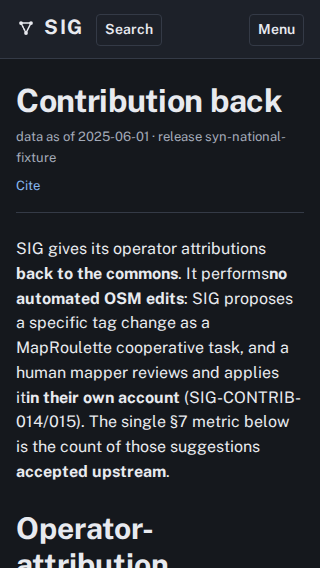 SIG
Search
Menu
Contribution back
data as of 2025-06-01 · release syn-national-
fixture
Cite
SIG gives its operator attributions
back to the commons. It performsno
automated OSM edits: SIG proposes
a specific tag change as a
MapRoulette cooperative task, and a
human mapper reviews and applies
itin their own account (SIG-CONTRIB-
014/015). The single §7 metric below
is the count of those suggestions
accepted upstream.
Operator-
attribution